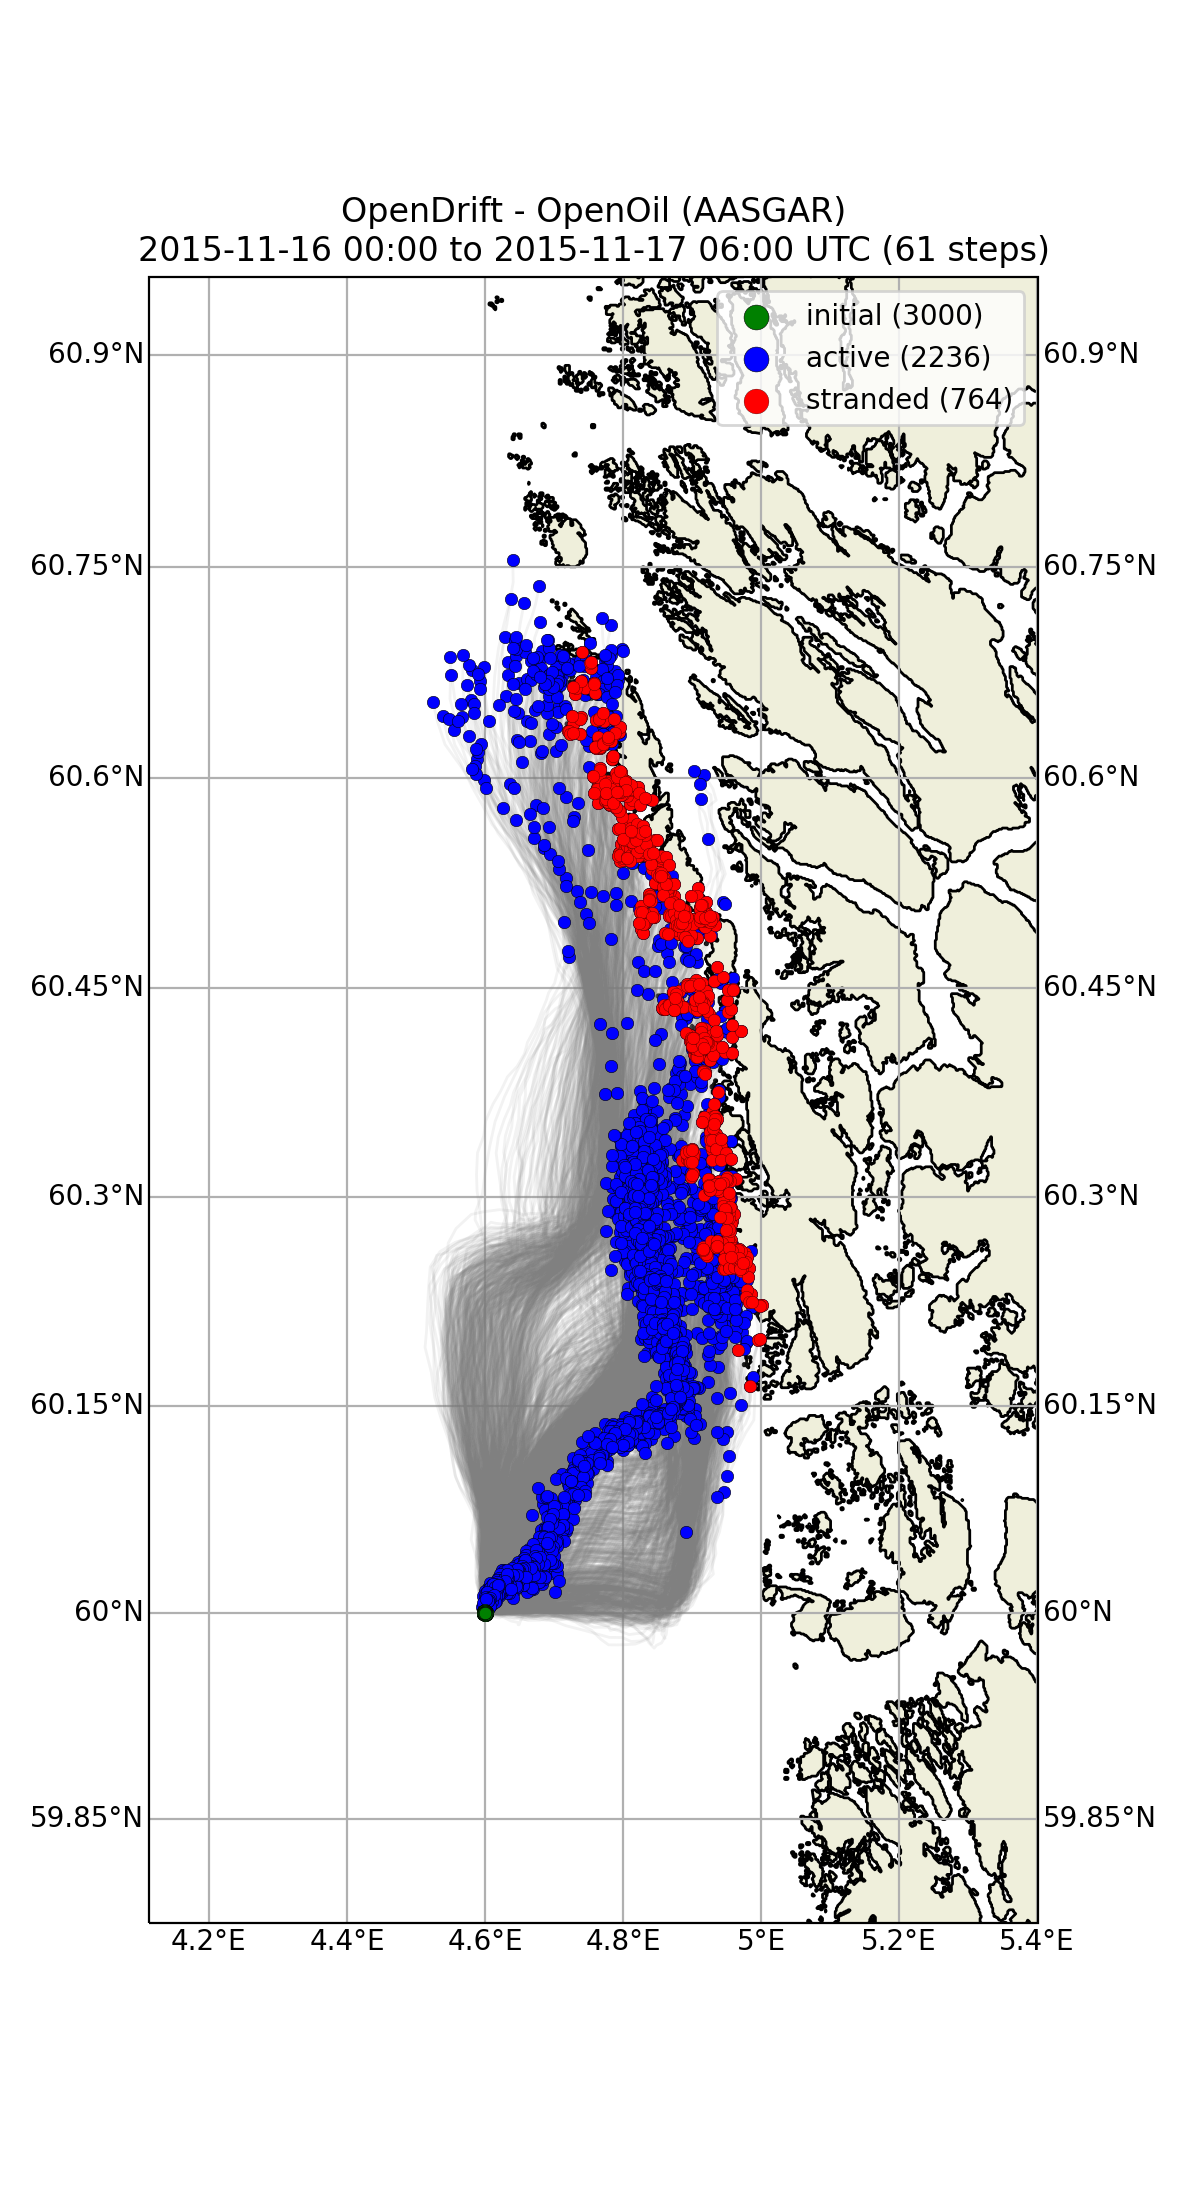 OpenDrift - OpenOil (AASGAR)
2015-11-16 00:00 to 2015-11-17 06:00 UTC (61 steps)
initial (3000)
active (2236)
stranded (764)
60.9°N 60.9°N
60.75°N 60.75°N
60.6°N 60.6°N
60.45°N 60.45°N
60.3°N 60.3°N
60.15°N 60.15°N
60°N 60°N
59.85°N 59.85°N
4.2°E 4.4°E 4.6°E 4.8°E 5°E 5.2°E 5.4°E